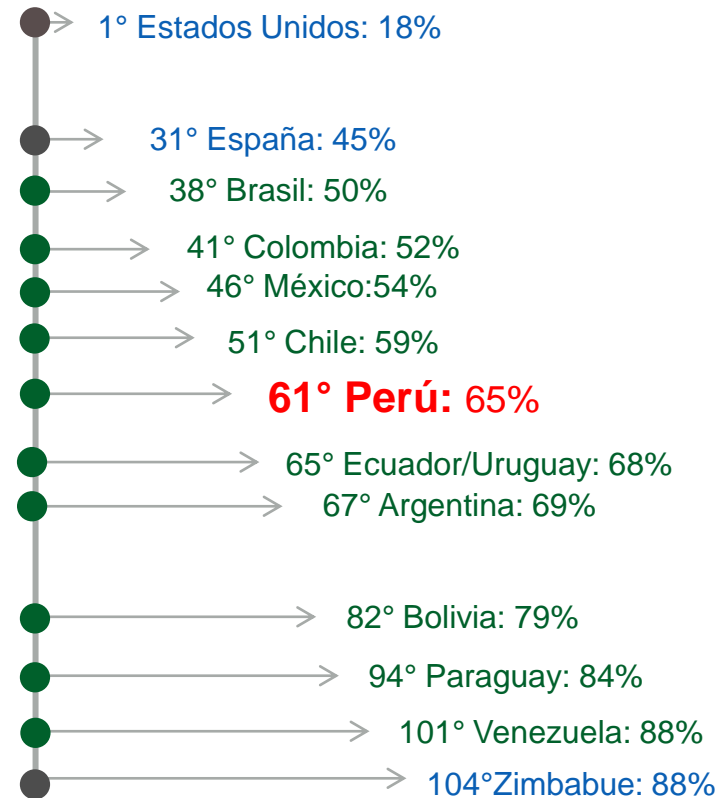 1° Estados Unidos: 18%
31° España: 45%
38° Brasil: 50%
41° Colombia: 52%
46° México:54%
51° Chile: 59%
61° Perú: 65%
65° Ecuador/Uruguay: 68%
67° Argentina: 69%
82° Bolivia: 79%
94° Paraguay: 84%
101° Venezuela: 88%
104°Zimbabue: 88%